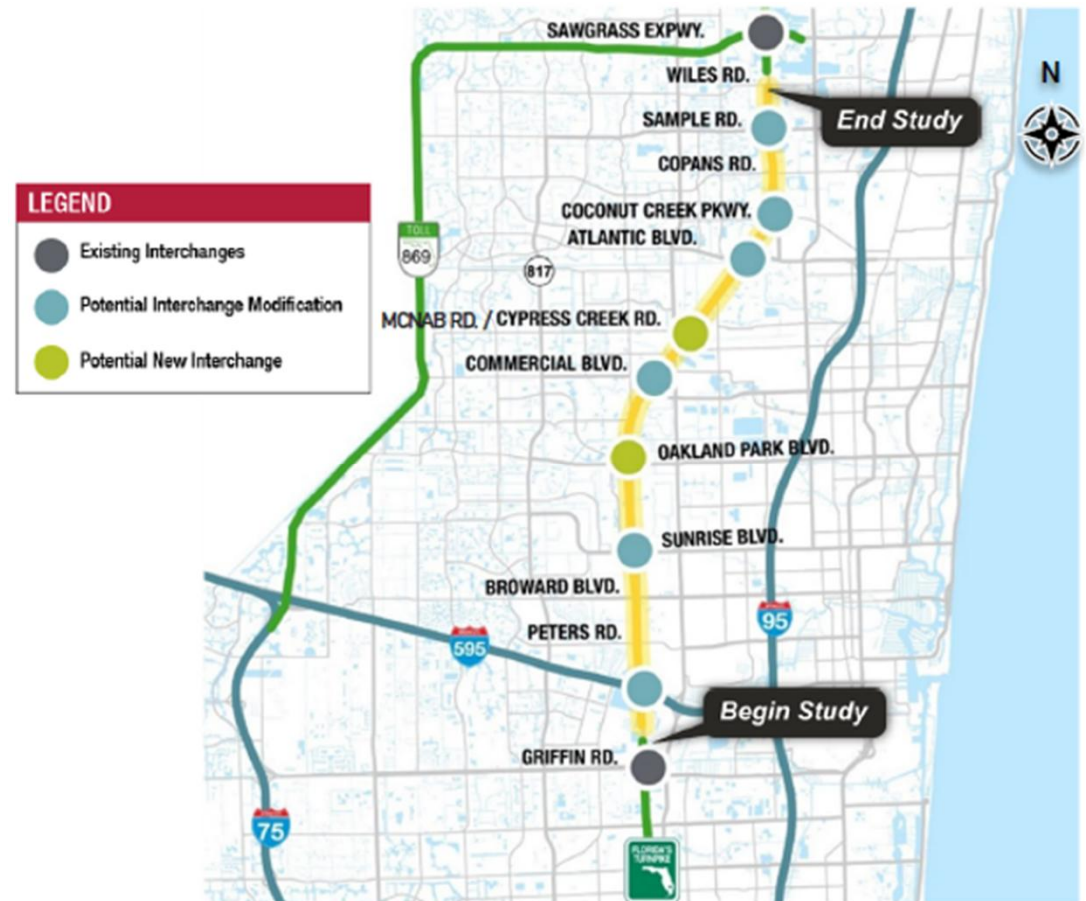 SAWGRASS EXPWY.
WILES RD.
N
End Study
SAMPLE RD.
COPANS RD.
LEGEND
Existing Interchanges
Potential Interchange Modification
Potential New Interchange
COCONUT CREEK PKWY.
ATLANTIC BLVD.
TOLL
869
817
MCNAB RD. / CYPRESS CREEK RD.
COMMERCIAL BLVD.
OAKLAND PARK BLVD.
SUNRISE BLVD.
BROWARD BLVD.
PETERS RD.
95
595
Begin Study
GRIFFIN RD.
75
FLORIDA'S
TURNPIKE